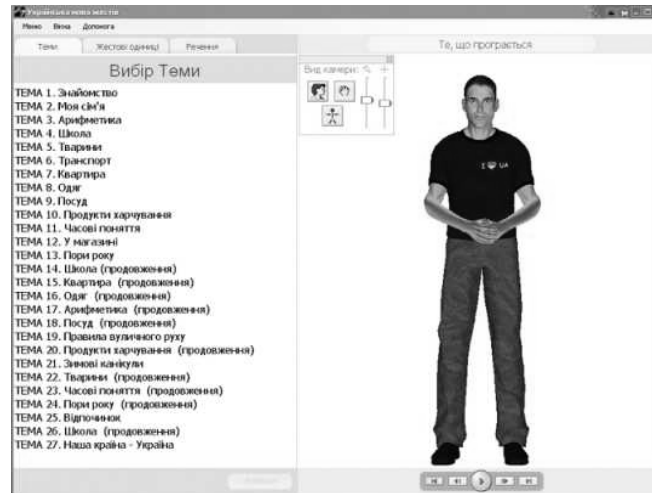 Українська мова жестів
Меню Вікна Допомога
Теми Жестові одиниці Речення
Те, що програється
Вибір Теми
Вид камери:
I UA
ТЕМА 1. Знайомство
ТЕМА 2. Моя сім'я
ТЕМА 3. Арифметика
ТЕМА 4. Школа
ТЕМА 5. Тварини
ТЕМА 6. Транспорт
ТЕМА 7. Квартира
ТЕМА 8. Одяг
ТЕМА 9. Посуд
ТЕМА 10. Продукти харчування
ТЕМА 11. Часові поняття
ТЕМА 12. У магазині
ТЕМА 13. Пори року
ТЕМА 14. Школа (продовження)
ТЕМА 15. Квартира (продовження)
ТЕМА 16. Одяг (продовження)
ТЕМА 17. Арифметика (продовження)
ТЕМА 18. Посуд (продовження)
ТЕМА 19. Правила вуличного руху
ТЕМА 20. Продукти харчування (продовження)
ТЕМА 21. Зимові канікули
ТЕМА 22. Тварини (продовження)
ТЕМА 23. Часові поняття (продовження)
ТЕМА 24. Пори року (продовження)
ТЕМА 25. Відпочинок
ТЕМА 26. Школа (продовження)
ТЕМА 27. Наша країна - Україна